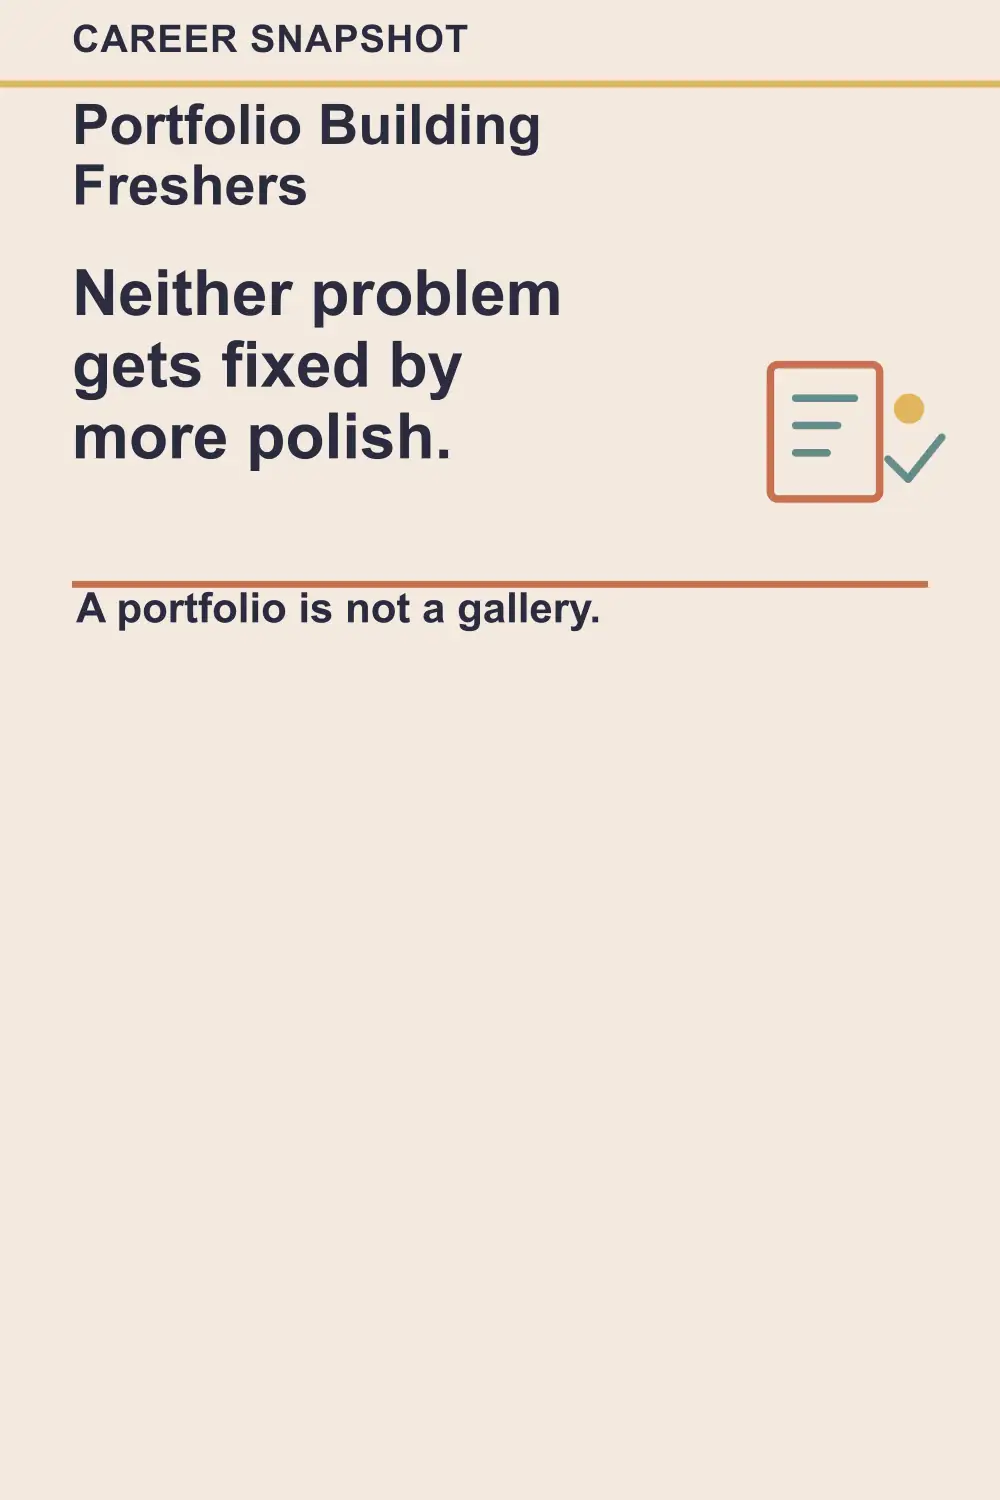 CAREER SNAPSHOT
Portfolio Building
Freshers
Neither problem
gets fixed by
more polish.
A portfolio is not a gallery.